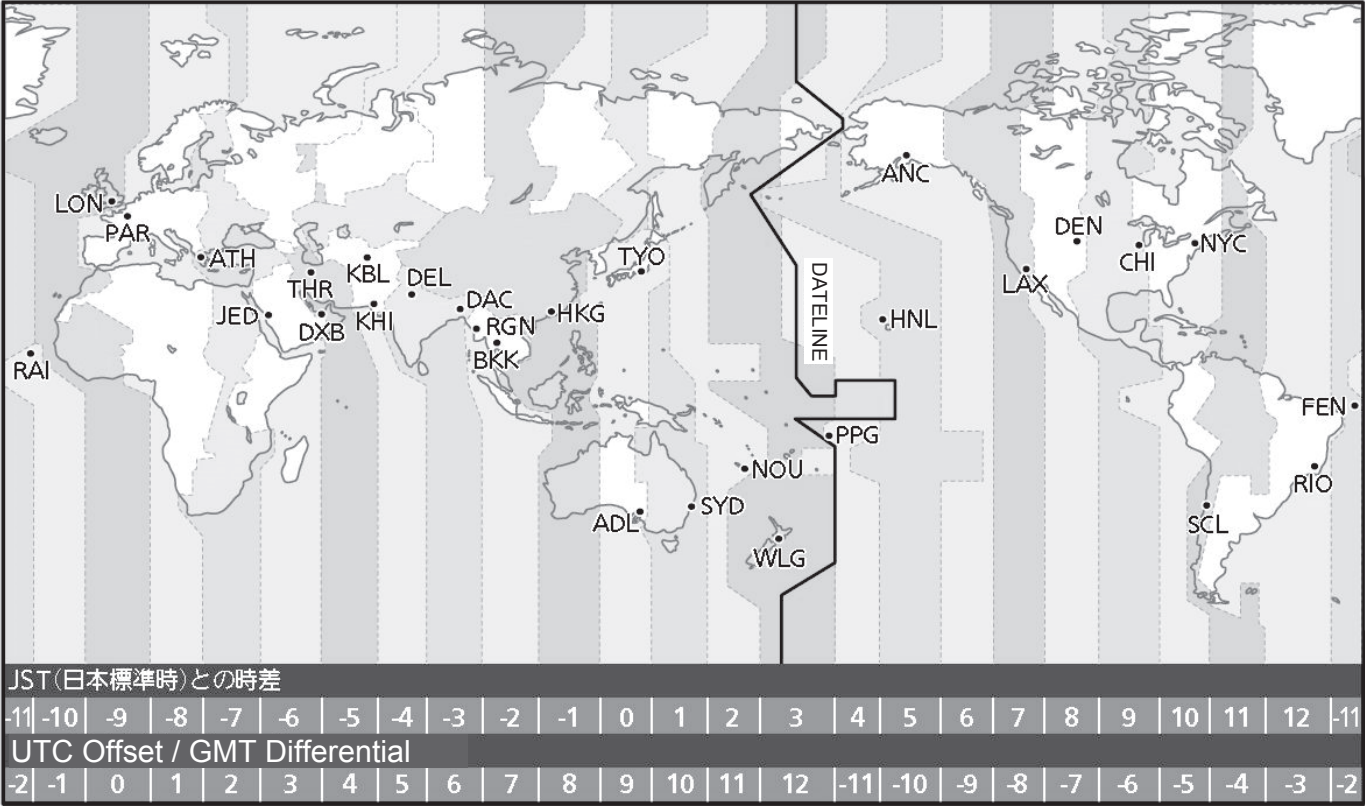 ANC
LON
PAR
DEN
NYC
ATH
TYO
CHI
KBL
THR
DEL
LAX
DAC
JED
DXB
KHI
RGN
HKG
DATELINE
HNL
BKK
RAI
FEN
PPG
NOU
RIO
SYD
ADL
SCL
WLG
JST(日本標準時)との時差
-11 -10 -9 -8 -7 -6 -5 -4 -3 -2 -1 0 1 2 3 4 5 6 7 8 9 10 11 12 -11
UTC Offset / GMT Differential
-2 -1 0 1 2 3 4 5 6 7 8 9 10 11 12 -11 -10 -9 -8 -7 -6 -5 -4 -3 -2